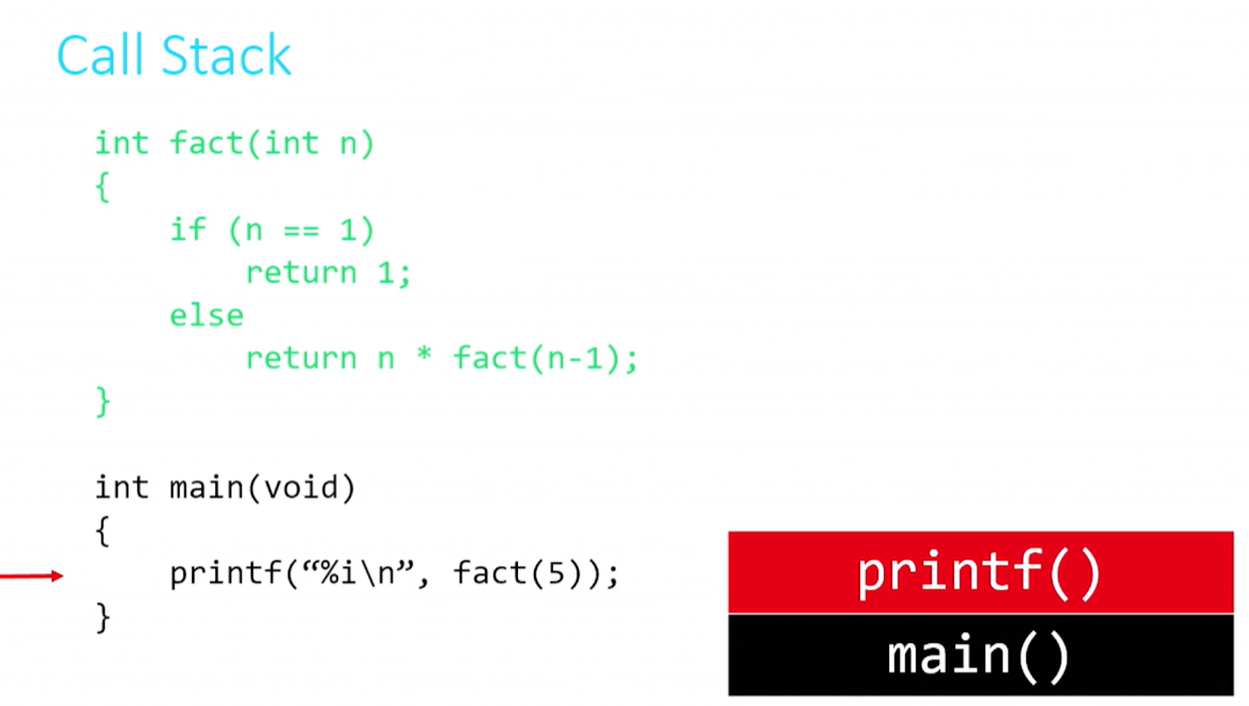 Call Stack
int fact(int n)
{
    if (n == 1)
        return 1;
    else
        return n * fact(n-1);
}
int main(void)
{
    printf(“%i\n”, fact(5));
}
printf()
main()